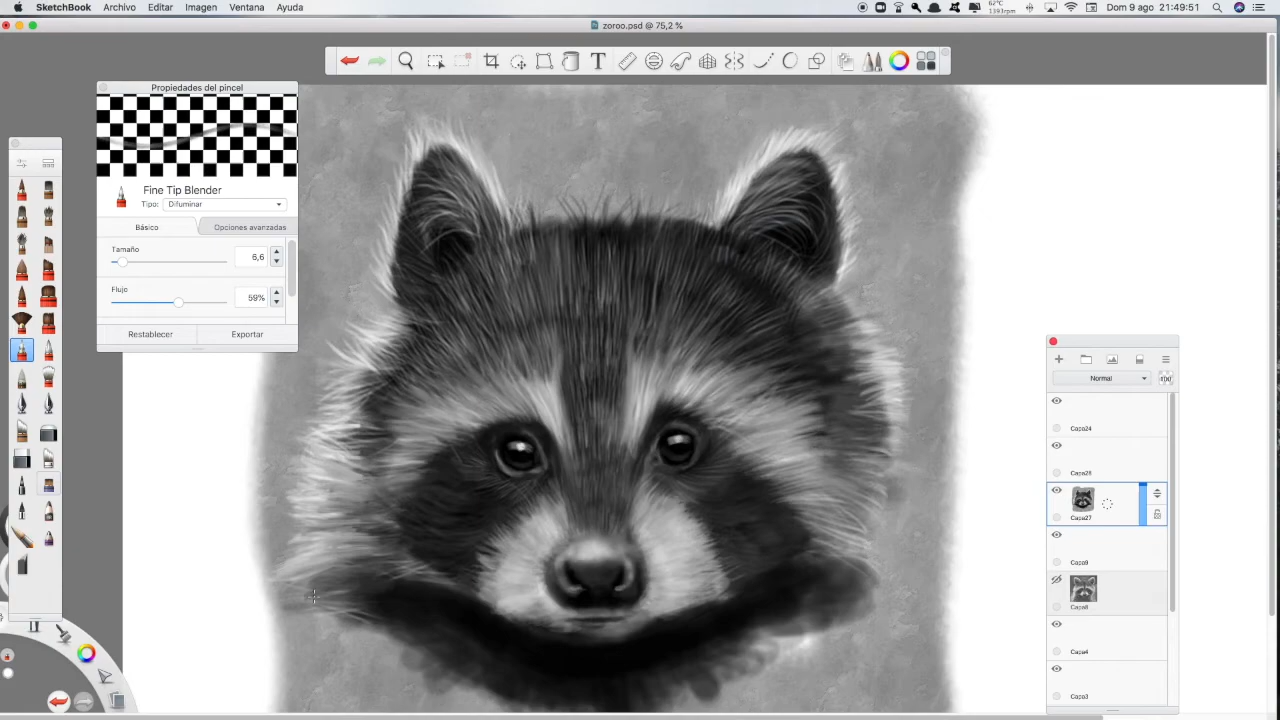 SketchBook Archivo Editar Imagen Ventana Ayuda 62°C 1393rpm Dom 9 ago 21:49:51
zoroo.psd @ 75,2 %
T
Propiedades del pincel
Fine Tip Blender
Tipo: Difuminar
Básico Opciones avanzadas
Tamaño
6,6
Flujo
59%
Restablecer Exportar
Normal
Capa24
Capa28
Capa27
Capa9
Capa8
Capa4
Capa3